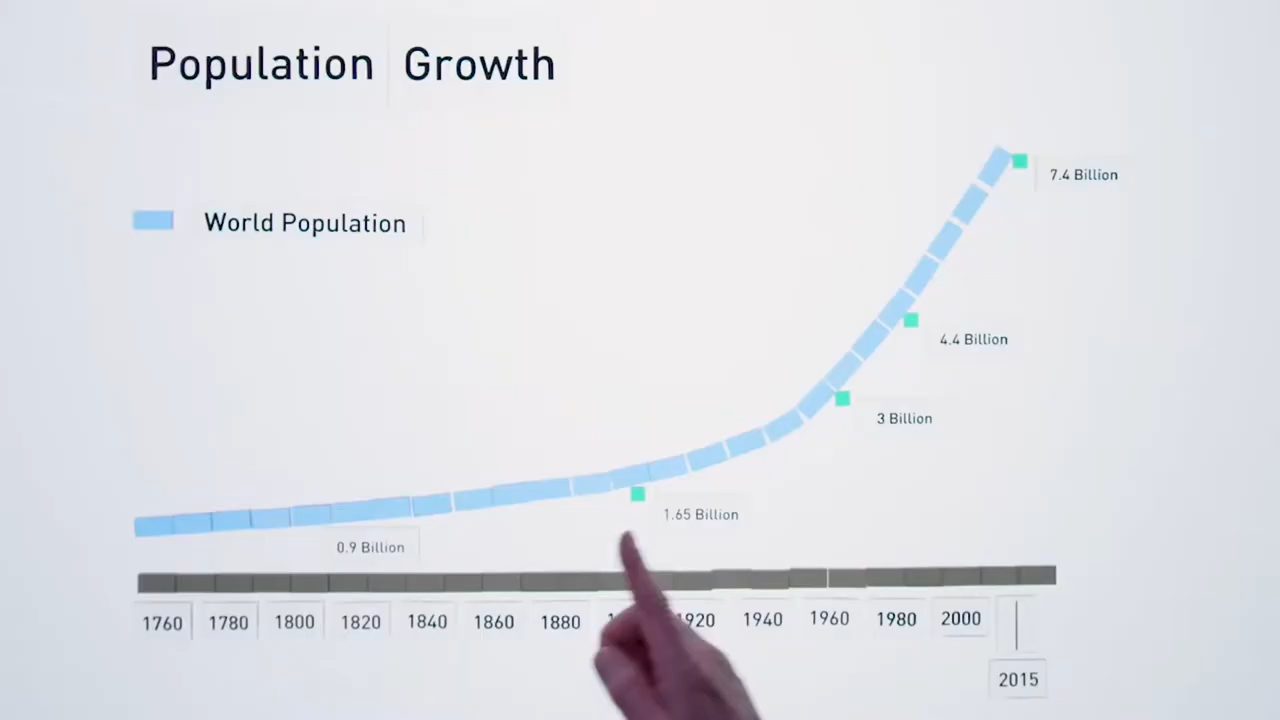 Population Growth
World Population
7.4 Billion
4.4 Billion
3 Billion
1.65 Billion
0.9 Billion
1760 1780 1800 1820 1840 1860 1880 1920 1940 1960 1980 2000
2015